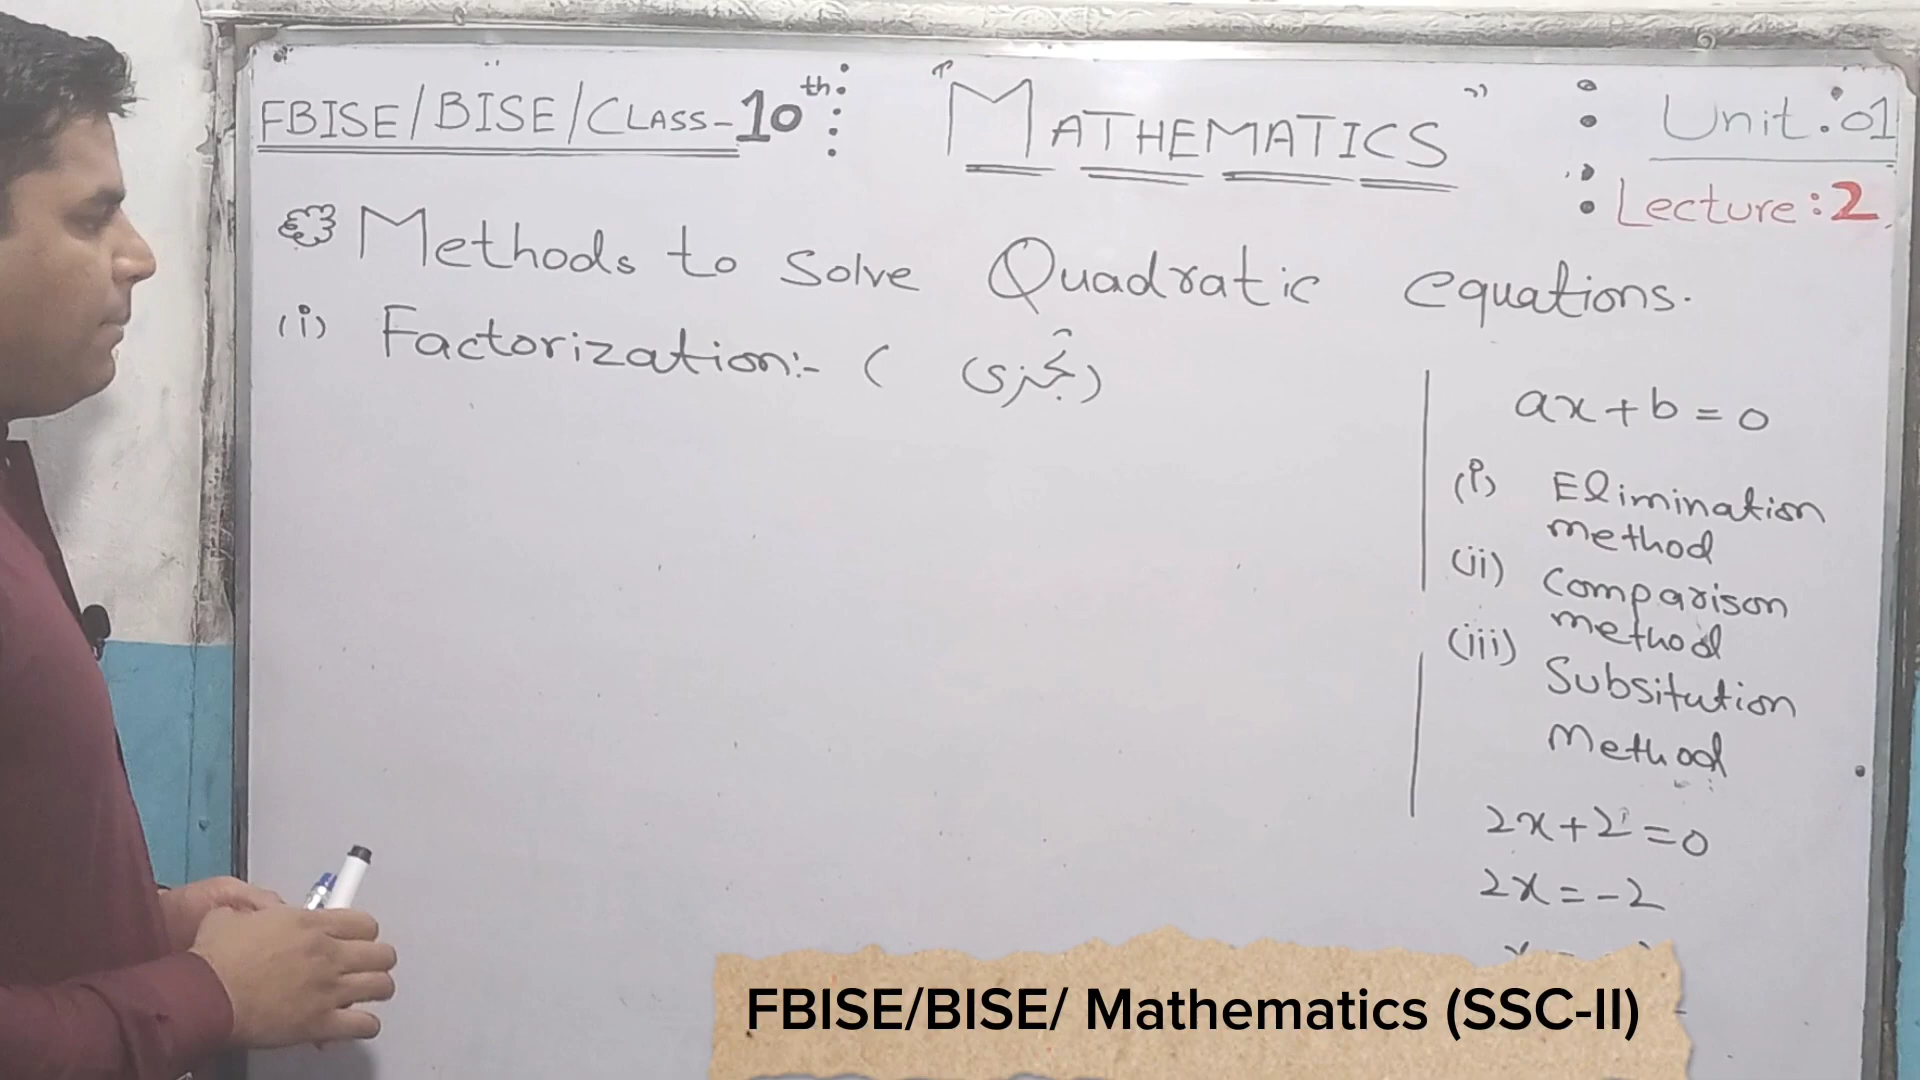 FBISE/BISE/CLASS-10th
"MATHEMATICS"
Unit:01
Lecture:2
Methods to Solve Quadratic equations.
(i) Factorization:- (تجزی)
ax+b=0
(i) Elimination
method
(ii) Comparison
method
(iii) Subsitution
Method
2x+2=0
2x=-2
FBISE/BISE/ Mathematics (SSC-II)